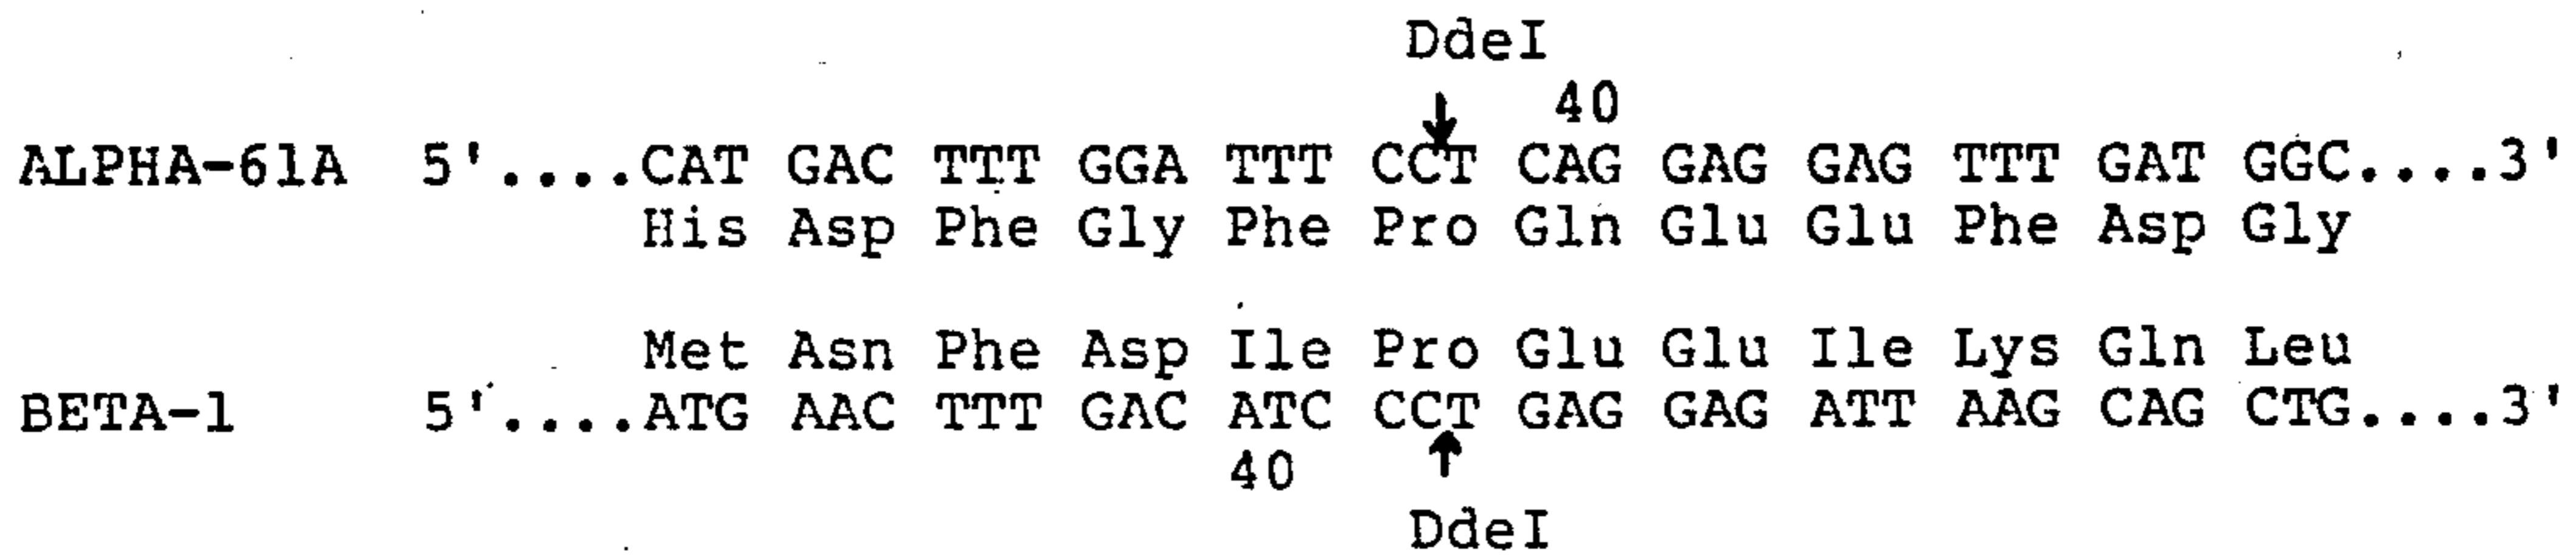 DdeI
40
ALPHA-61A 5'....CAT GAC TTT GGA TTT CCT CAG GAG GAG TTT GAT GGC....3'
His Asp Phe Gly Phe Pro Gln Glu Glu Phe Asp Gly
Met Asn Phe Asp Ile Pro Glu Glu Ile Lys Gln Leu
BETA-1 5'....ATG AAC TTT GAC ATC CCT GAG GAG ATT AAG CAG CTG....3'
40
DdeI